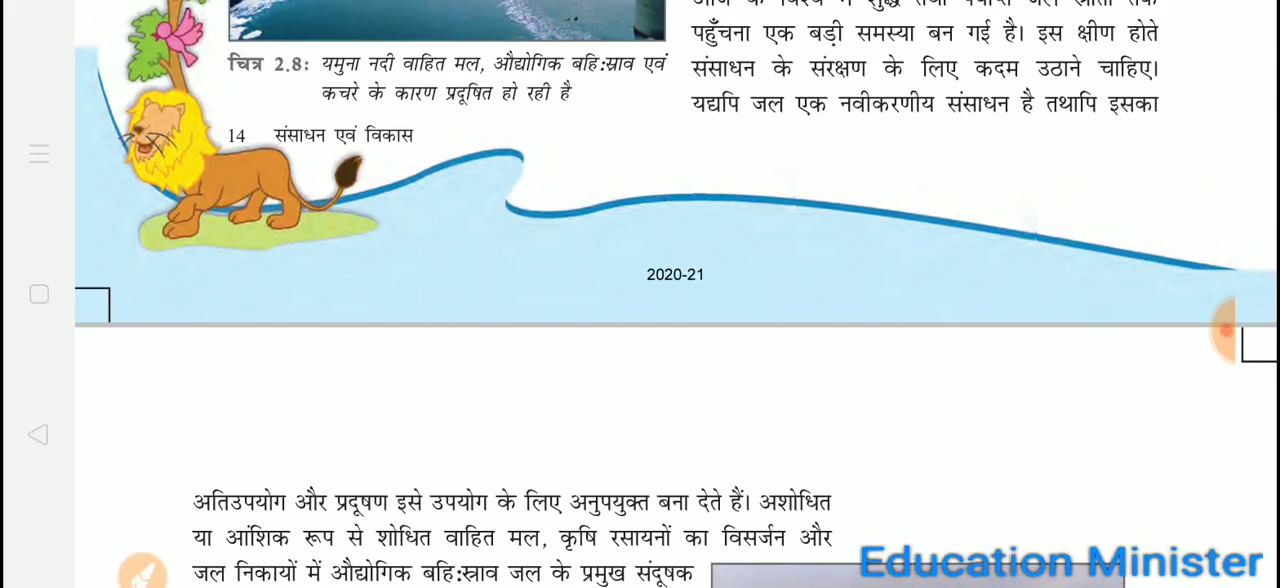 चित्र 2.8: यमुना नदी वाहित मल, औद्योगिक बहि:स्राव एवं
कचरे के कारण प्रदूषित हो रही है
14 संसाधन एवं विकास
पहुँचना एक बड़ी समस्या बन गई है। इस क्षीण होते
संसाधन के संरक्षण के लिए कदम उठाने चाहिए।
यद्यपि जल एक नवीकरणीय संसाधन है तथापि इसका
2020-21
अतिउपयोग और प्रदूषण इसे उपयोग के लिए अनुपयुक्त बना देते हैं। अशोधित
या आंशिक रूप से शोधित वाहित मल, कृषि रसायनों का विसर्जन और
जल निकायों में औद्योगिक बहि:स्राव जल के प्रमुख संदूषक
Education Minister